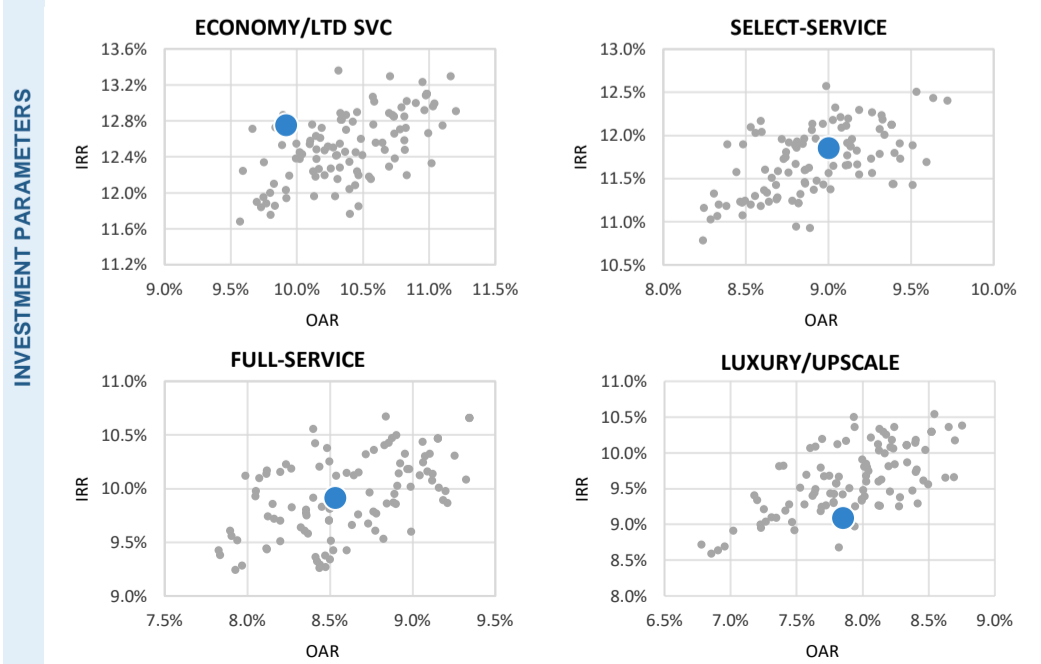 INVESTMENT PARAMETERS
ECONOMY/LTD SVC
13.6%
13.2%
12.8%
12.4%
12.0%
11.6%
11.2%
IRR
9.0% 9.5% 10.0% 10.5% 11.0% 11.5%
OAR
SELECT-SERVICE
13.0%
12.5%
12.0%
11.5%
11.0%
10.5%
IRR
8.0% 8.5% 9.0% 9.5% 10.0%
OAR
FULL-SERVICE
11.0%
10.5%
10.0%
9.5%
9.0%
IRR
7.5% 8.0% 8.5% 9.0% 9.5%
OAR
LUXURY/UPSCALE
11.0%
10.5%
10.0%
9.5%
9.0%
8.5%
8.0%
IRR
6.5% 7.0% 7.5% 8.0% 8.5% 9.0%
OAR